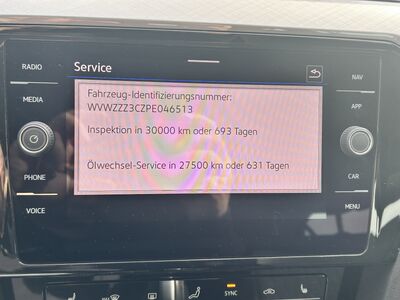 Service
RADIO
MEDIA
PHONE
VOICE
Fahrzeug-Identifizierungsnummer:
WVWZZZ3CZPE046513
Inspektion in 30000 km oder 693 Tagen
Ölwechsel-Service in 27500 km oder 631 Tagen
NAV
APP
CAR
MENU
MAX
SYNC